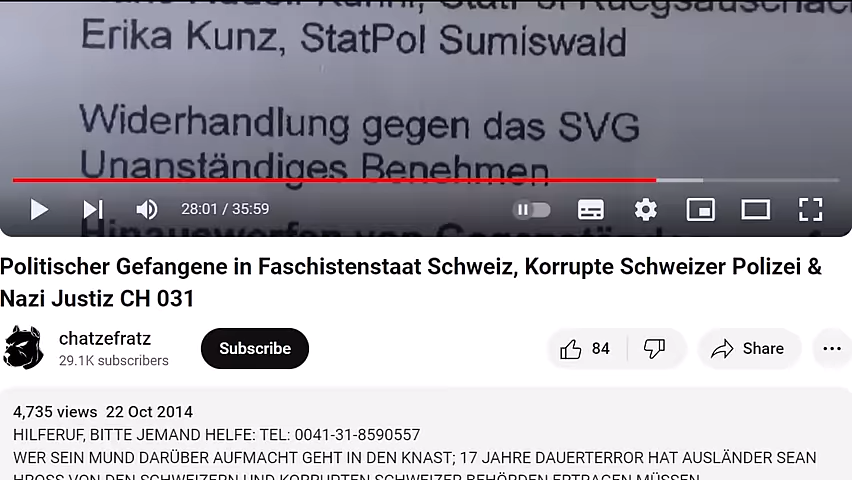 Erika Kunz, StatPol Sumiswald
Widerhandlung gegen das SVG
Unanständiges Benehmen
28:01 / 35:59
Politischer Gefangene in Faschistenstaat Schweiz, Korrupte Schweizer Polizei &
Nazi Justiz CH 031
chatzefratz
29.1K subscribers
Subscribe
84
Share
4,735 views 22 Oct 2014
HILFERUF, BITTE JEMAND HELFE: TEL: 0041-31-8590557
WER SEIN MUND DARÜBER AUFMACHT GEHT IN DEN KNAST; 17 JAHRE DAUERTERROR HAT AUSLÄNDER SEAN
HROSS VON DEN SCHWEIZERN UND KORRUPTEN SCHWEIZER BEHÖRDEN ERTRAGEN MÜSSEN